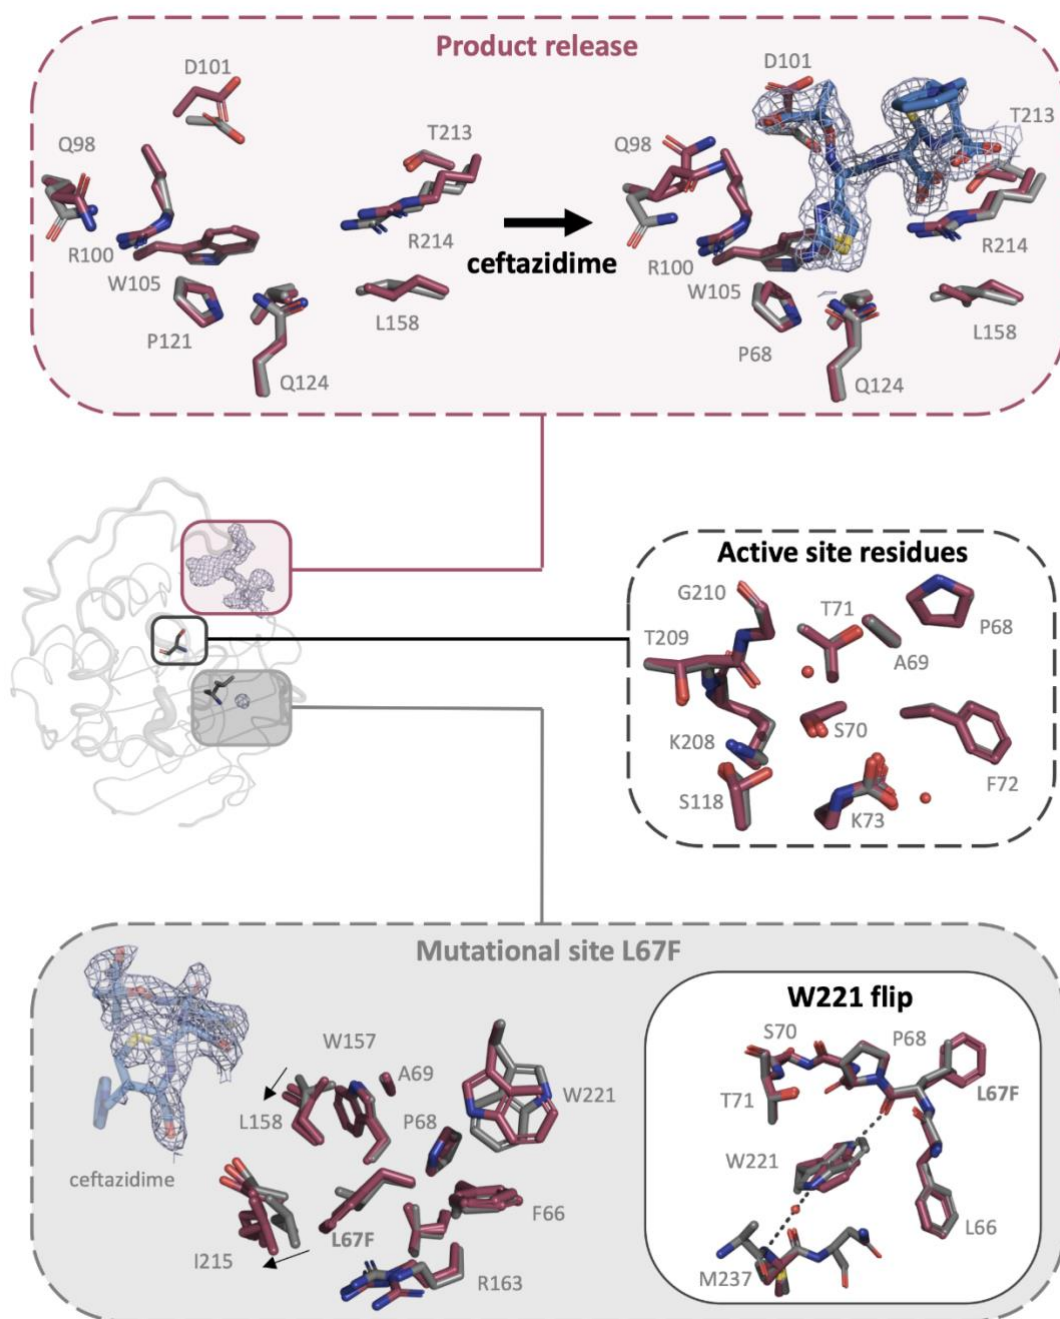 Product release
D101
Q98
T213
R100
R214
W105
P121
L158
Q124
ceftazidime
D101
T213
Q98
R100
R214
W105
P68
L158
Q124
Active site residues
G210
T71
P68
T209
A69
K208
S70
F72
S118
K73
Mutational site L67F
ceftazidime
W157
A69
L158
P68
W221
I215
L67F
F66
R163
W221 flip
S70
P68
T71
L67F
W221
L66
M237